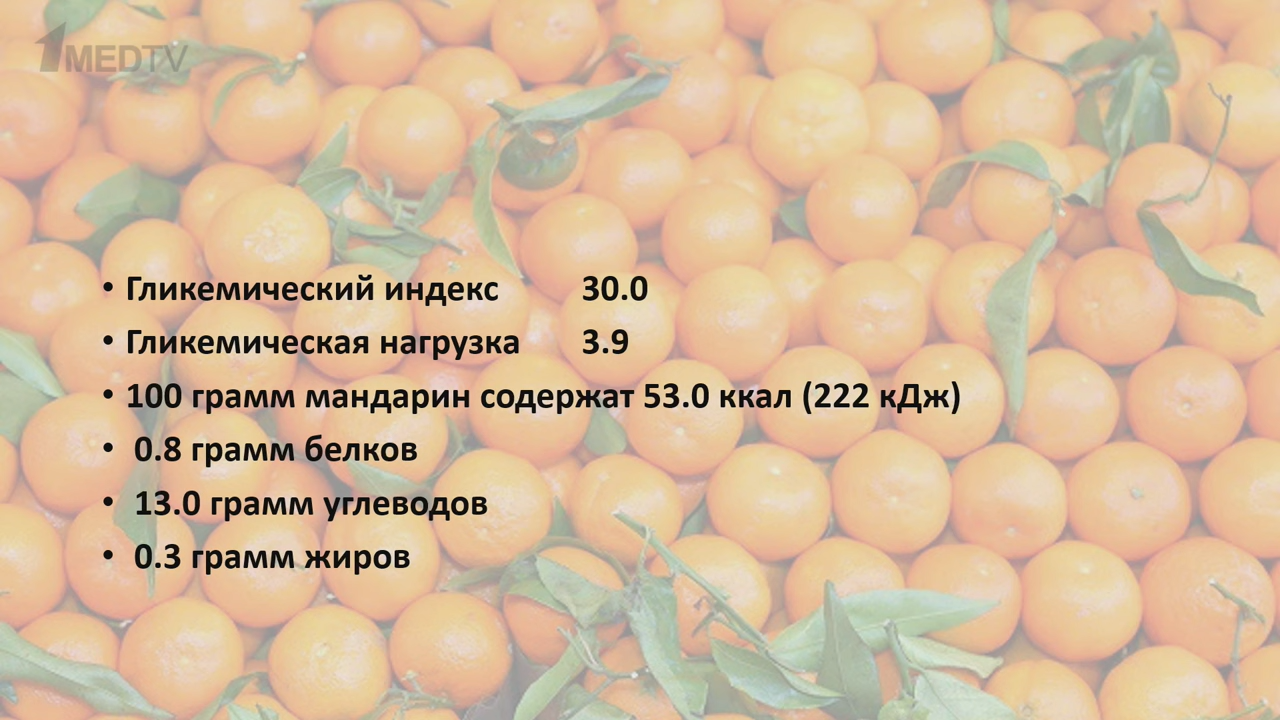 1MEDTV
• Гликемический индекс 30.0
• Гликемическая нагрузка 3.9
• 100 грамм мандарин содержат 53.0 ккал (222 кДж)
• 0.8 грамм белков
• 13.0 грамм углеводов
• 0.3 грамм жиров